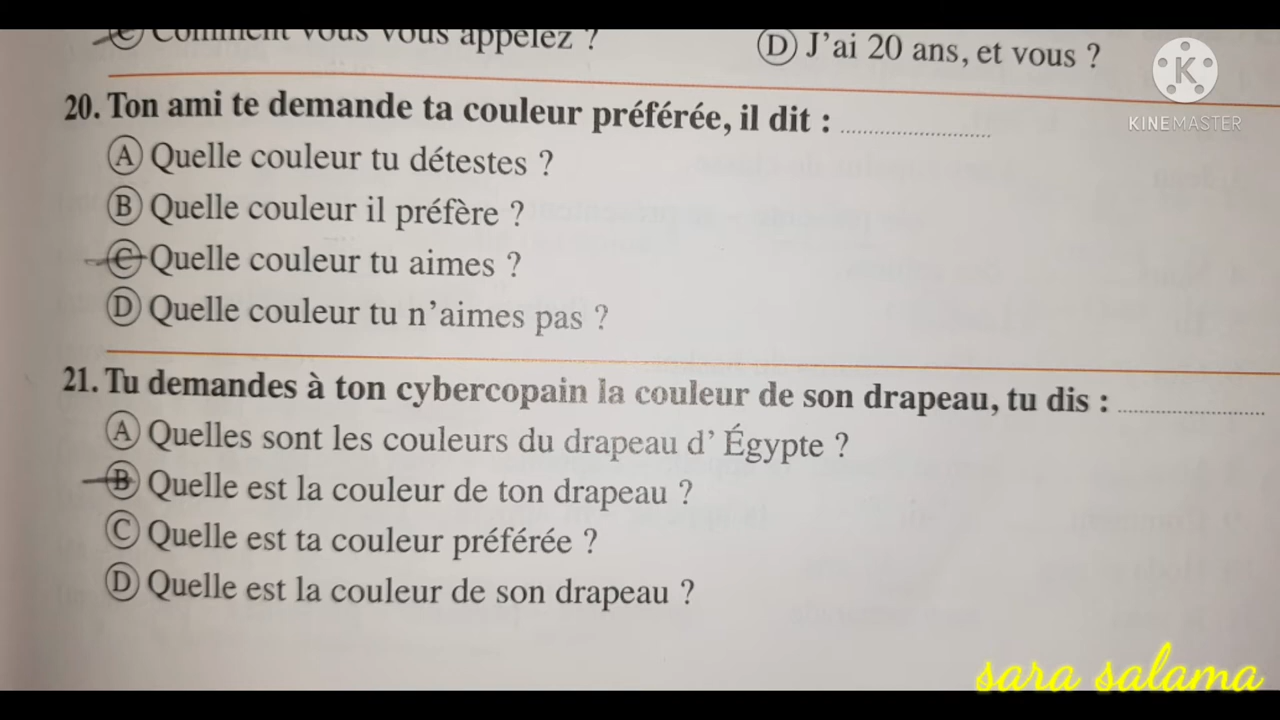 C Comment vous vous appelez ?
D J'ai 20 ans, et vous ?
K
KINEMASTER
20. Ton ami te demande ta couleur préférée, il dit : ........................
A Quelle couleur tu détestes ?
B Quelle couleur il préfère ?
C Quelle couleur tu aimes ?
D Quelle couleur tu n'aimes pas ?
21. Tu demandes à ton cybercopain la couleur de son drapeau, tu dis : ........................
A Quelles sont les couleurs du drapeau d' Égypte ?
B Quelle est la couleur de ton drapeau ?
C Quelle est ta couleur préférée ?
D Quelle est la couleur de son drapeau ?
sara salama